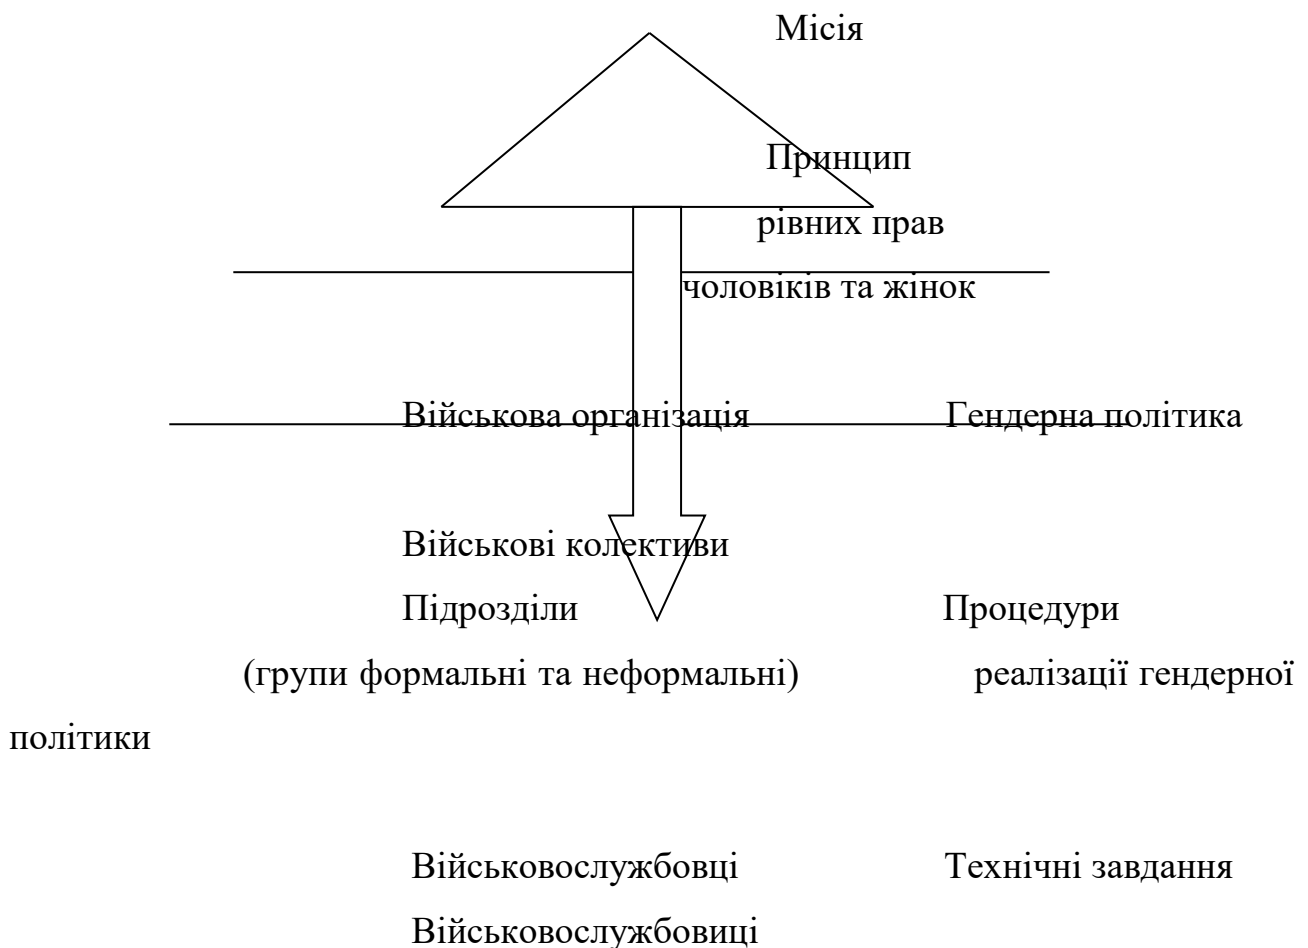 Місія
Принцип
рівних прав
чоловіків та жінок
Військова організація Гендерна політика
Військові колективи
Підрозділи Процедури
(групи формальні та неформальні) реалізації гендерної
політики
Військовослужбовці Технічні завдання
Військовослужбовиці